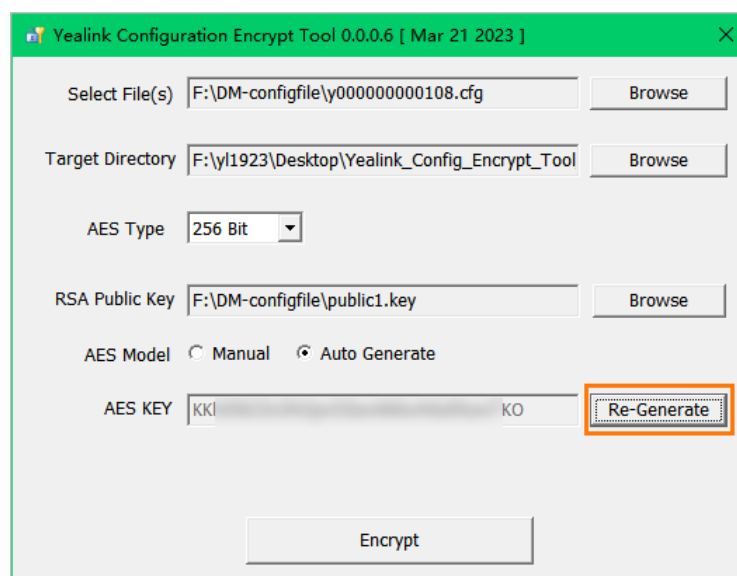 Yealink Configuration Encrypt Tool 0.0.0.6 [ Mar 21 2023 ]
Select File(s) F:\DM-configfile\y000000000108.cfg Browse
Target Directory F:\yl1923\Desktop\Yealink_Config_Encrypt_Tool Browse
AES Type 256 Bit
RSA Public Key F:\DM-configfile\public1.key Browse
AES Model Manual Auto Generate
AES KEY KO Re-Generate
Encrypt